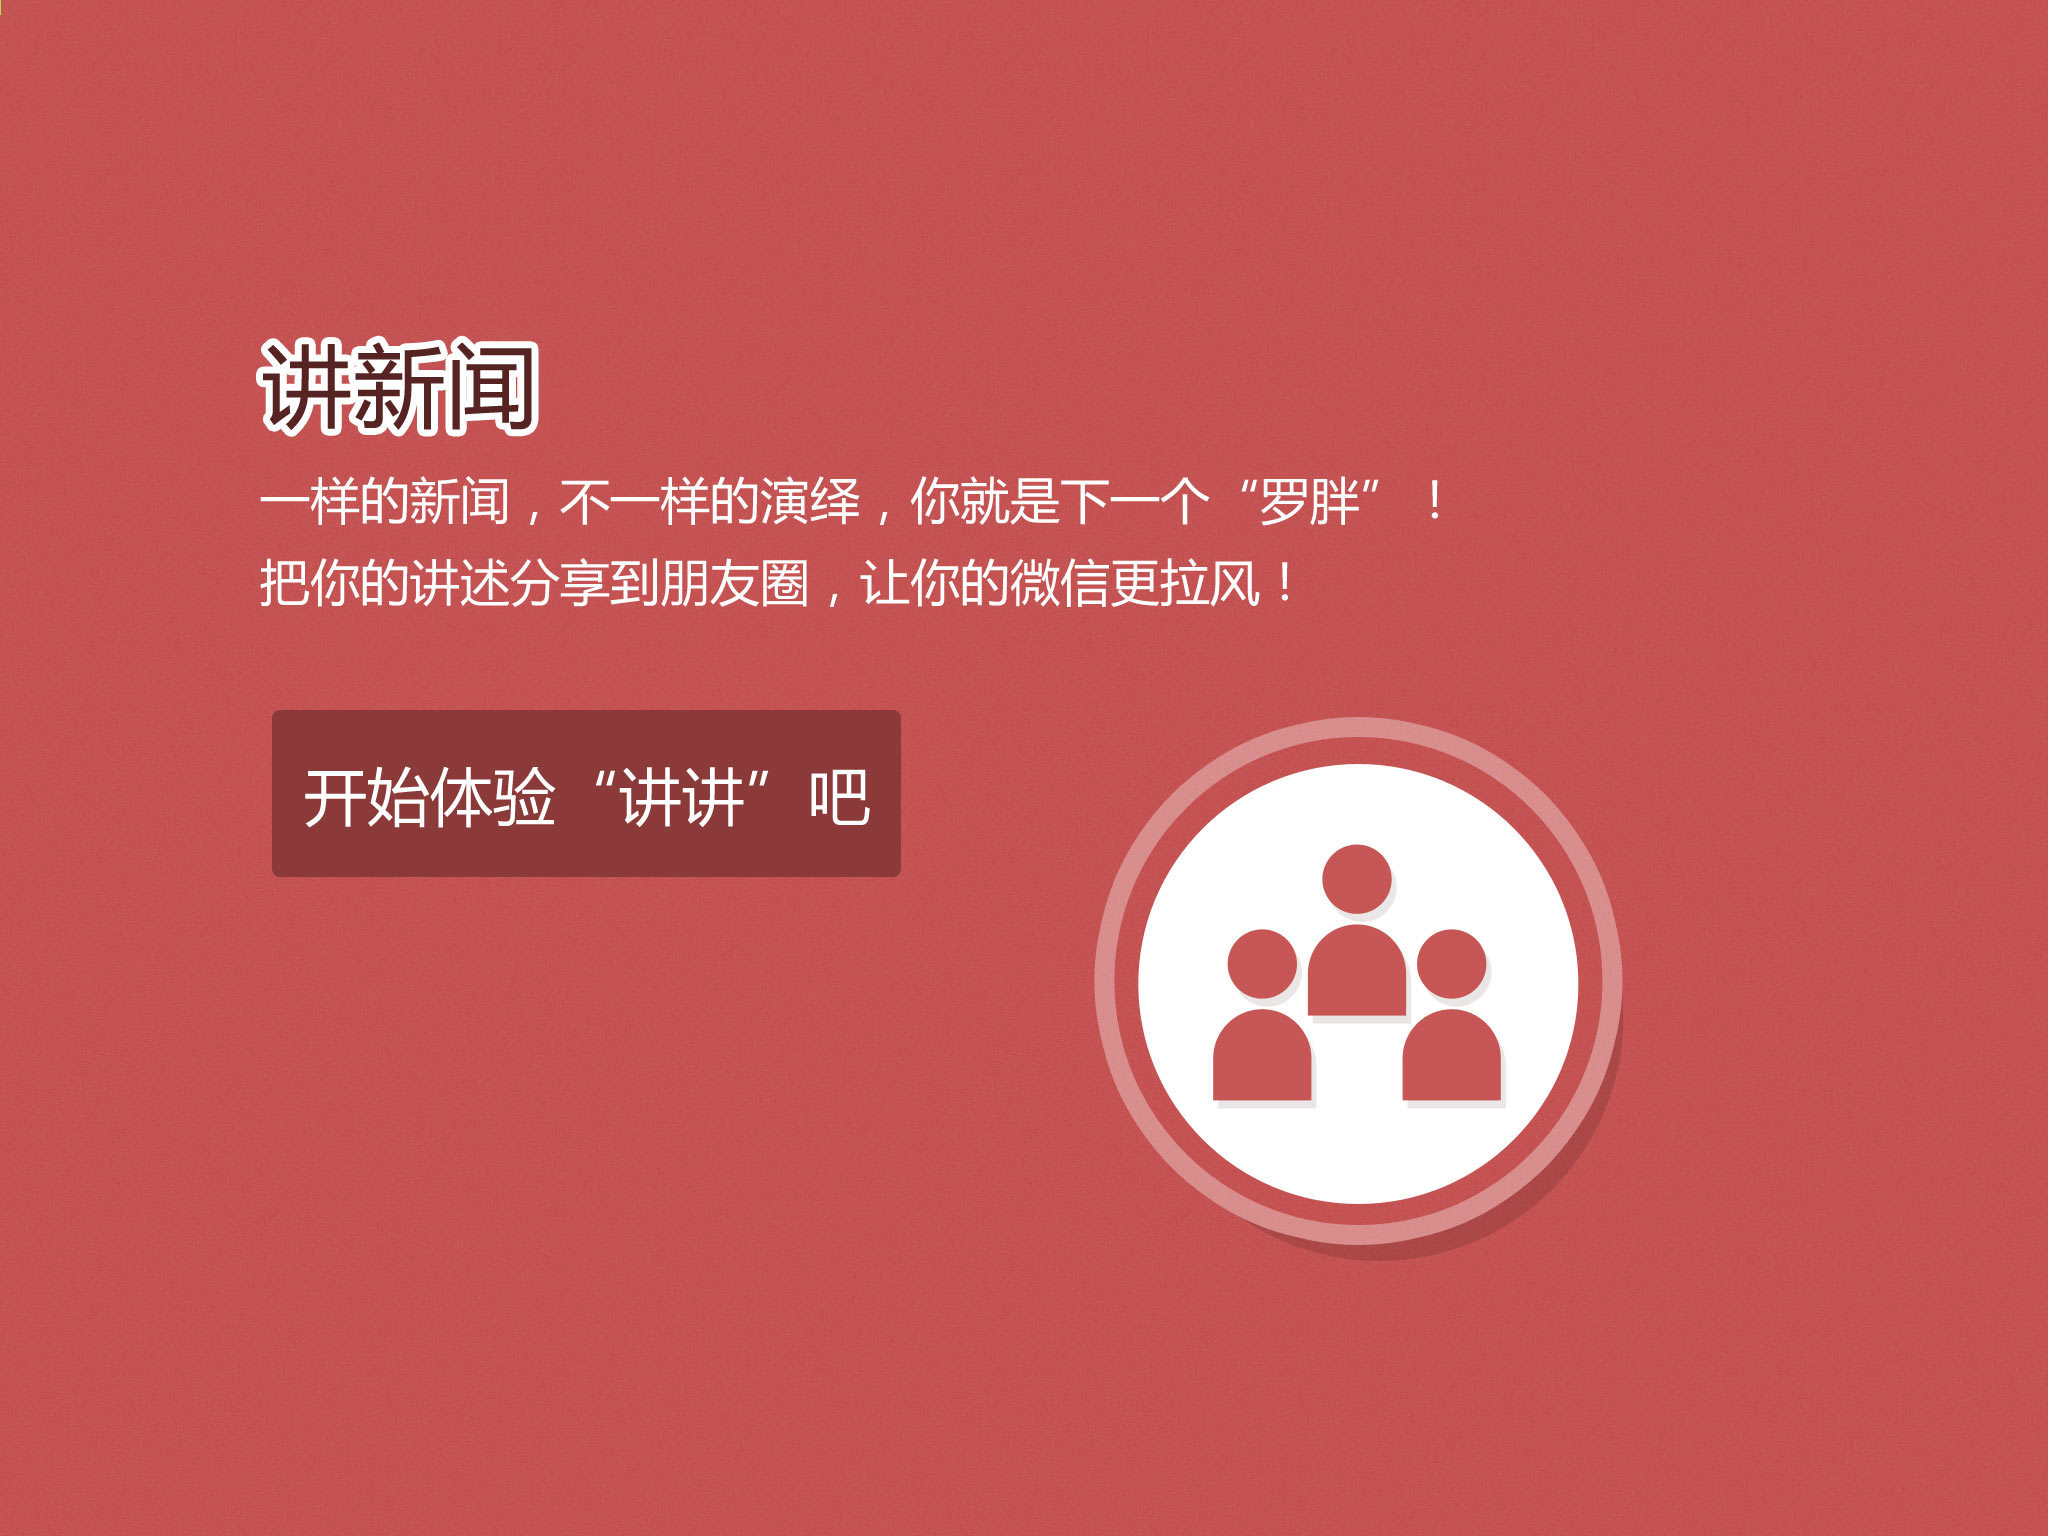 讲新闻
一样的新闻，不一样的演绎，你就是下一个“罗胖”！
把你的讲述分享到朋友圈，让你的微信更拉风！
开始体验“讲讲”吧